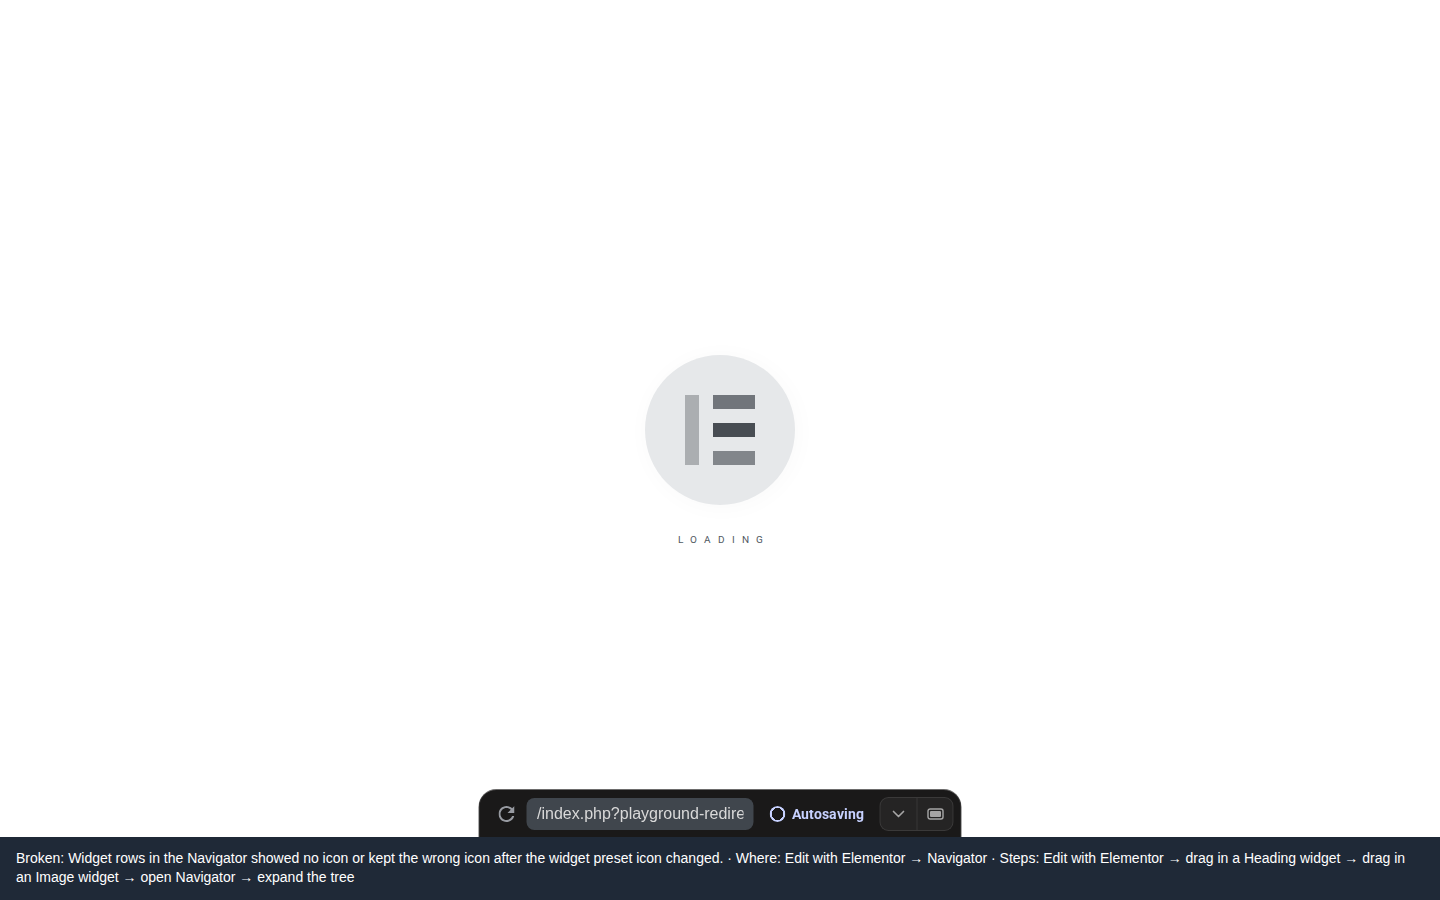 LOADING
/index.php?playground-redire
Autosaving
Broken: Widget rows in the Navigator showed no icon or kept the wrong icon after the widget preset icon changed. · Where: Edit with Elementor → Navigator · Steps: Edit with Elementor → drag in a Heading widget → drag in
an Image widget → open Navigator → expand the tree